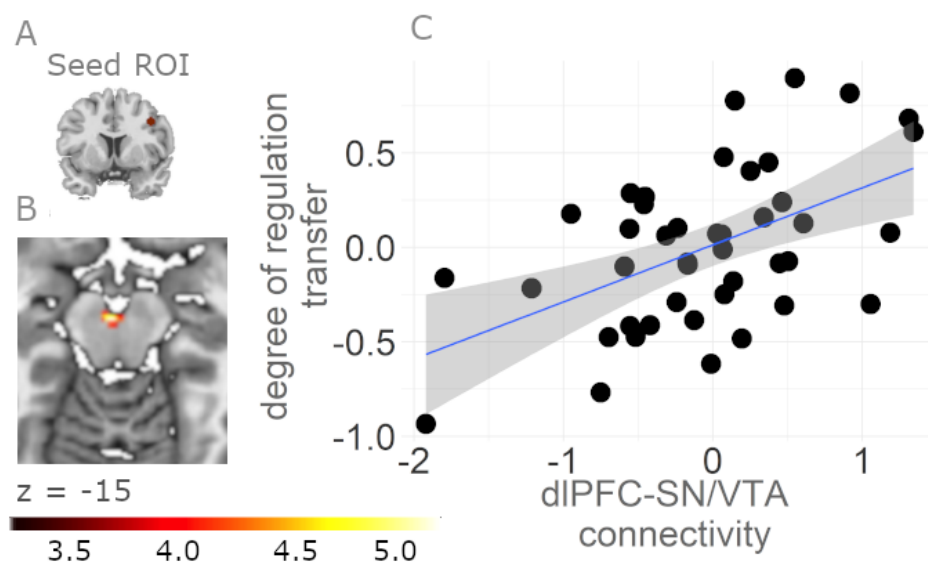 A
Seed ROI
B
z = -15
3.5 4.0 4.5 5.0
C
degree of regulation
transfer
0.5
0.0
-0.5
-1.0
-2 -1 0 1
dlPFC-SN/VTA
connectivity